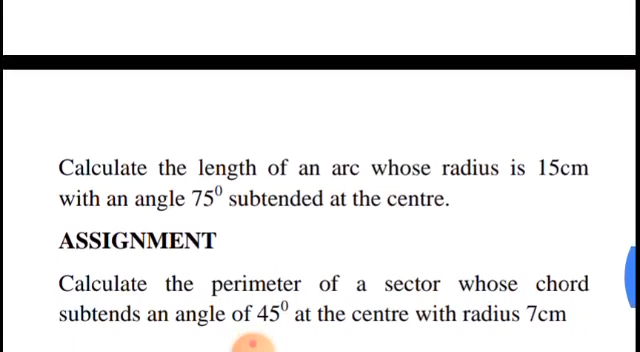 Calculate the length of an arc whose radius is 15cm
with an angle 75⁰ subtended at the centre.
ASSIGNMENT
Calculate the perimeter of a sector whose chord
subtends an angle of 45⁰ at the centre with radius 7cm